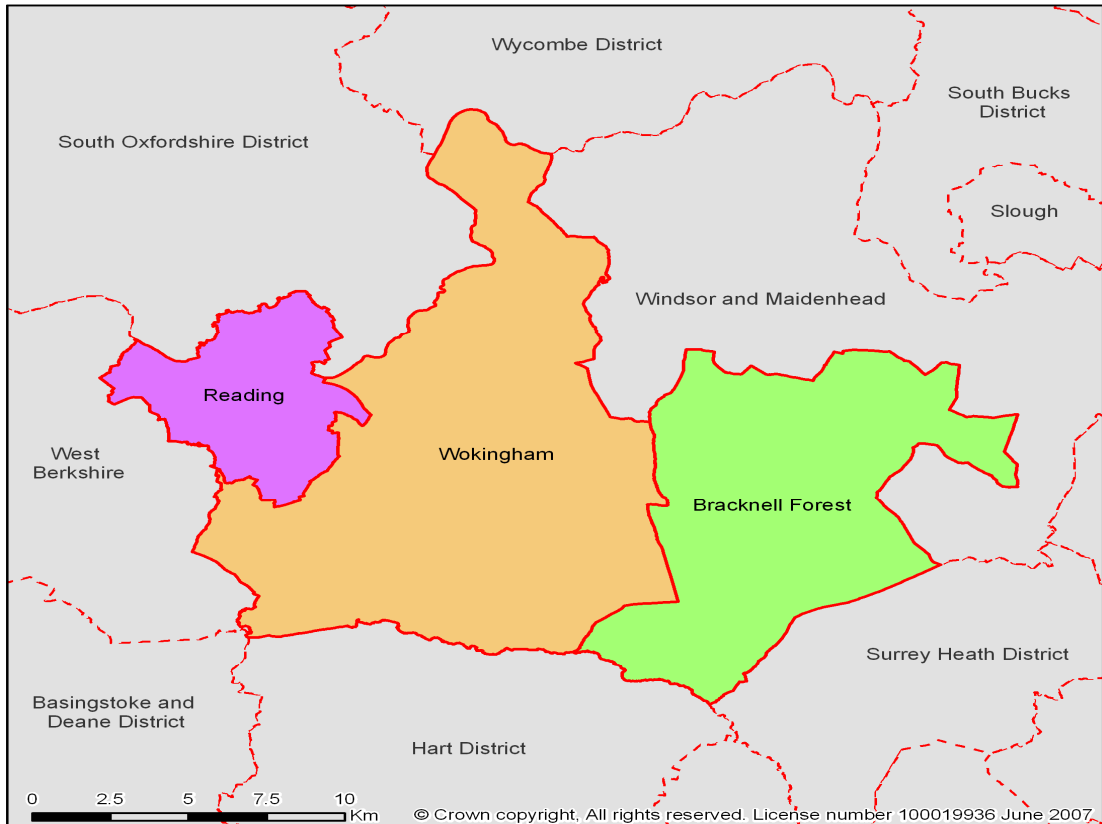 Wycombe District
South Bucks
District
South Oxfordshire District
Slough
Windsor and Maidenhead
Reading
West
Berkshire
Wokingham
Bracknell Forest
Surrey Heath District
Basingstoke and
Deane District
Hart District
0 2.5 5 7.5 10
Km
© Crown copyright, All rights reserved. License number 100019936 June 2007